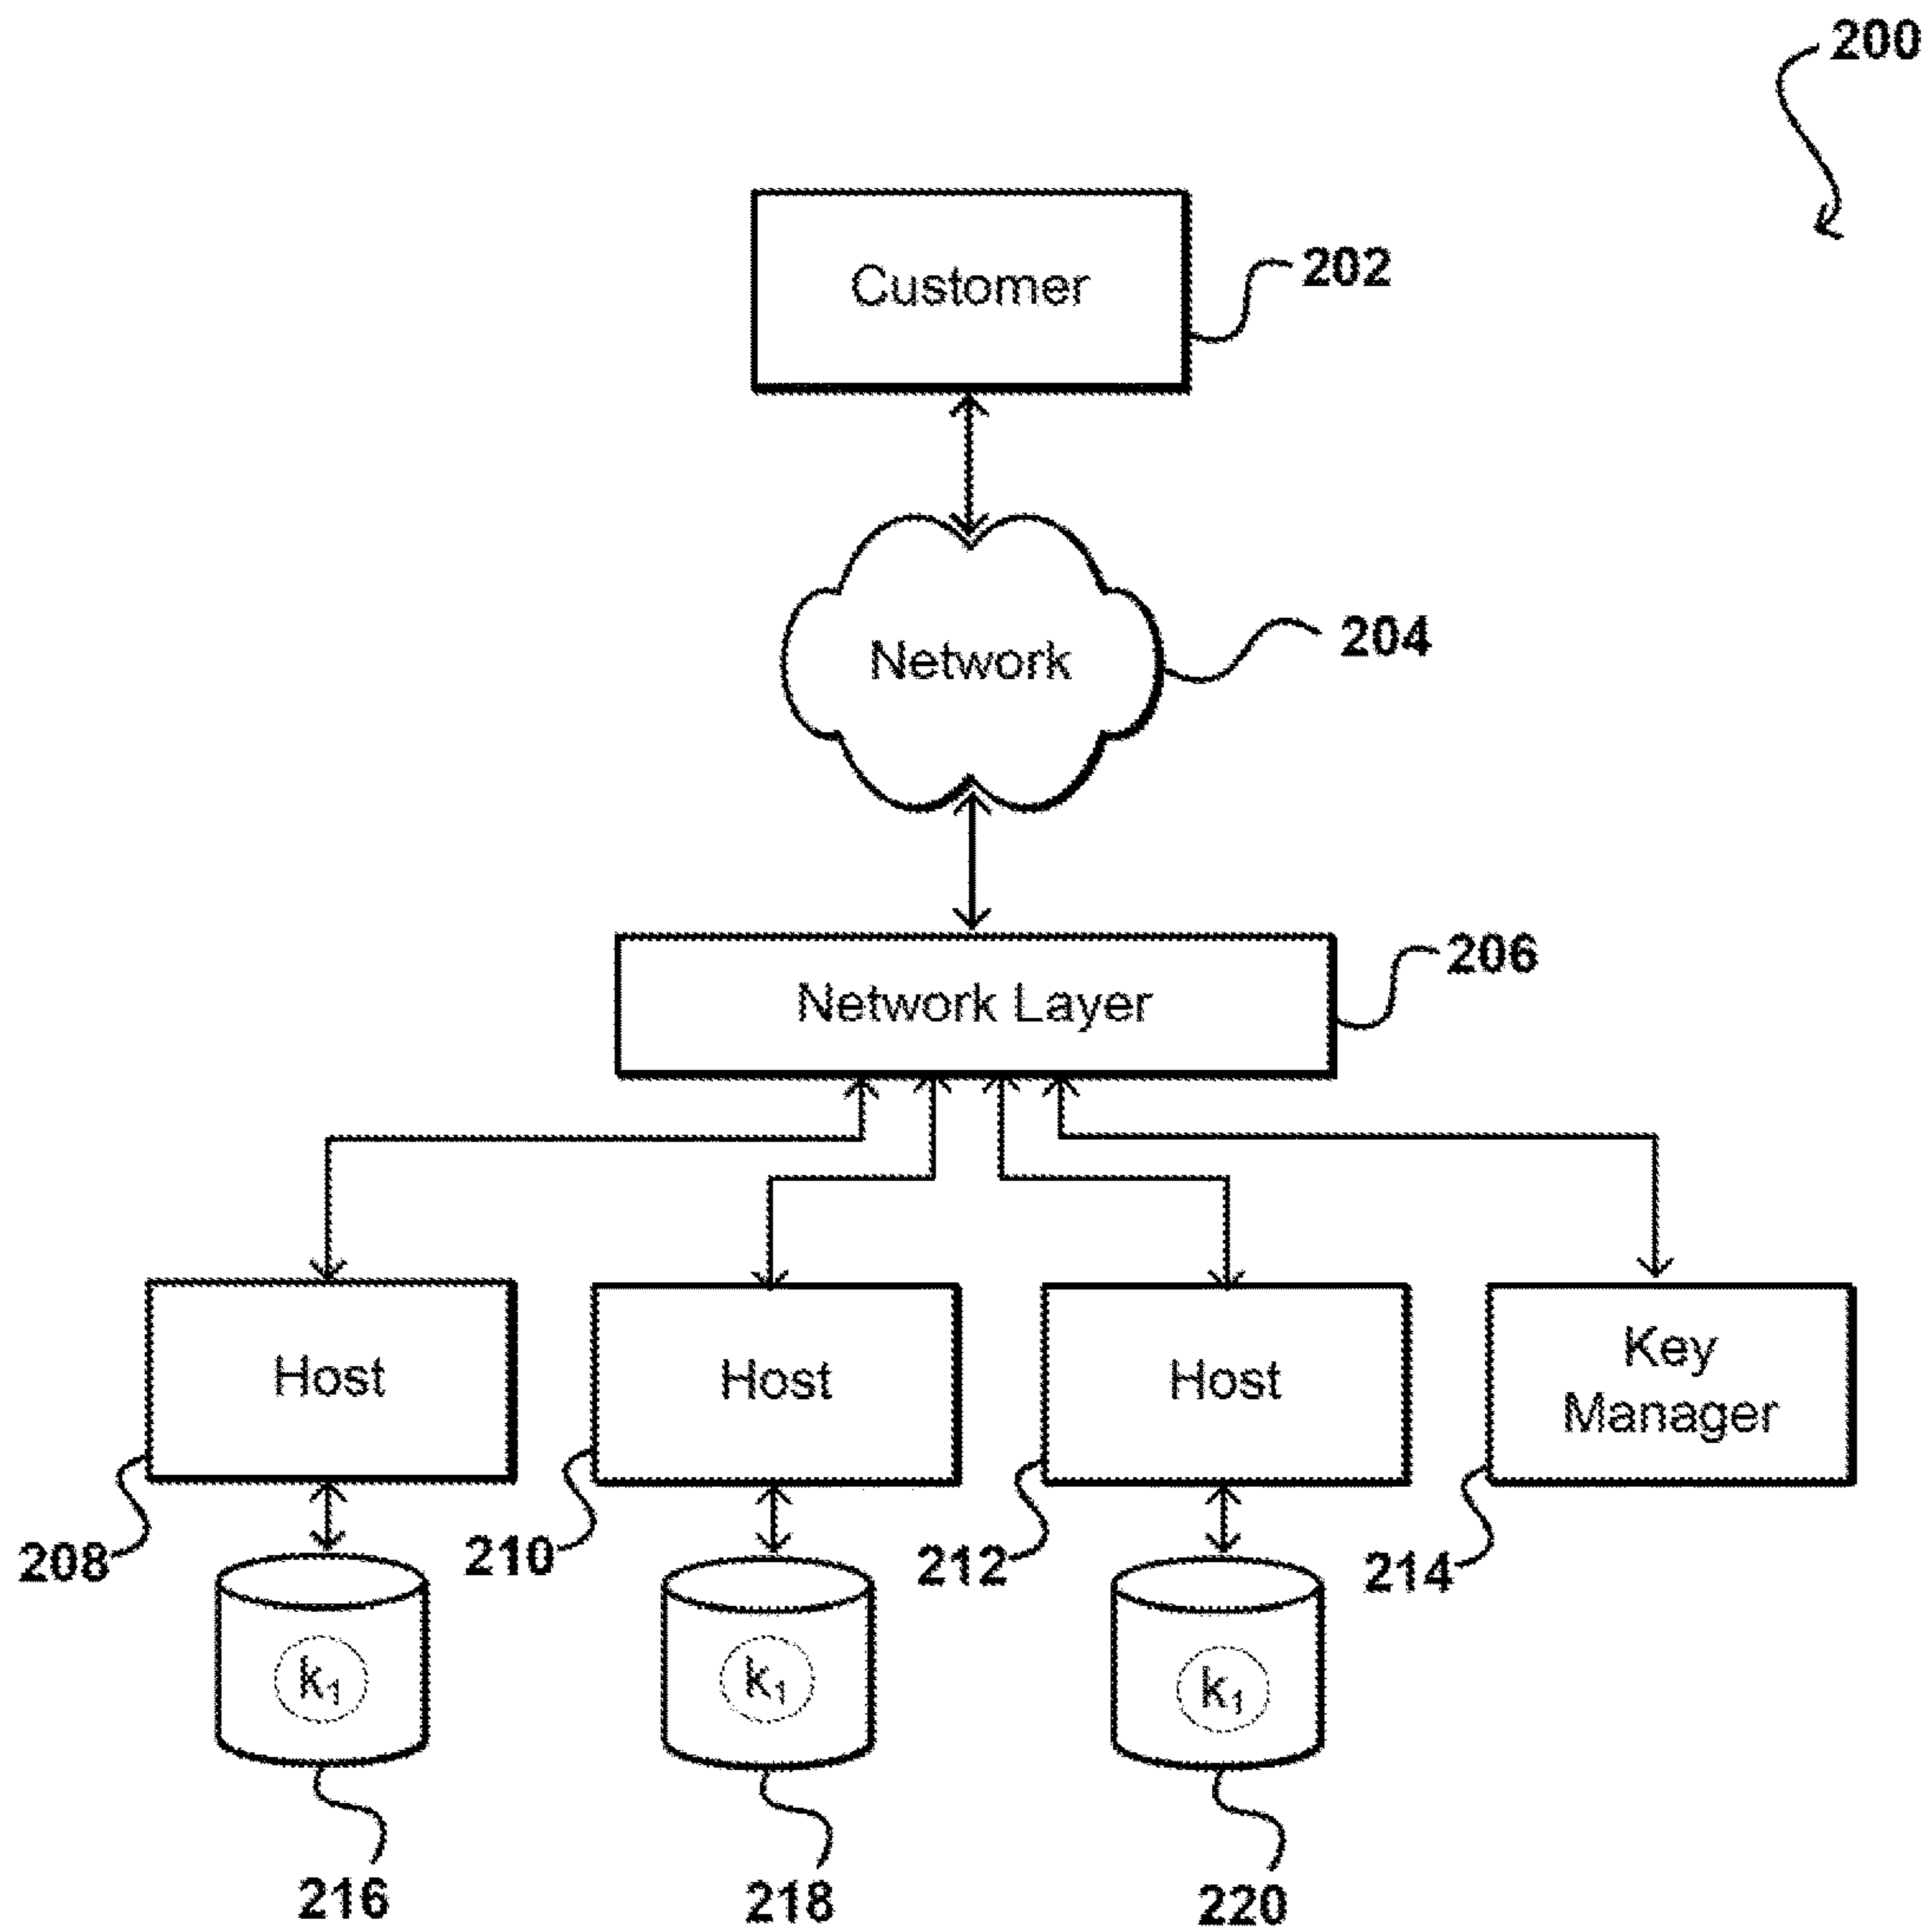 200
Customer
202
Network
204
Network Layer
206
Host
Host
Host
Key
Manager
208
210
212
214
k₁
k₁
k₁
216
218
220